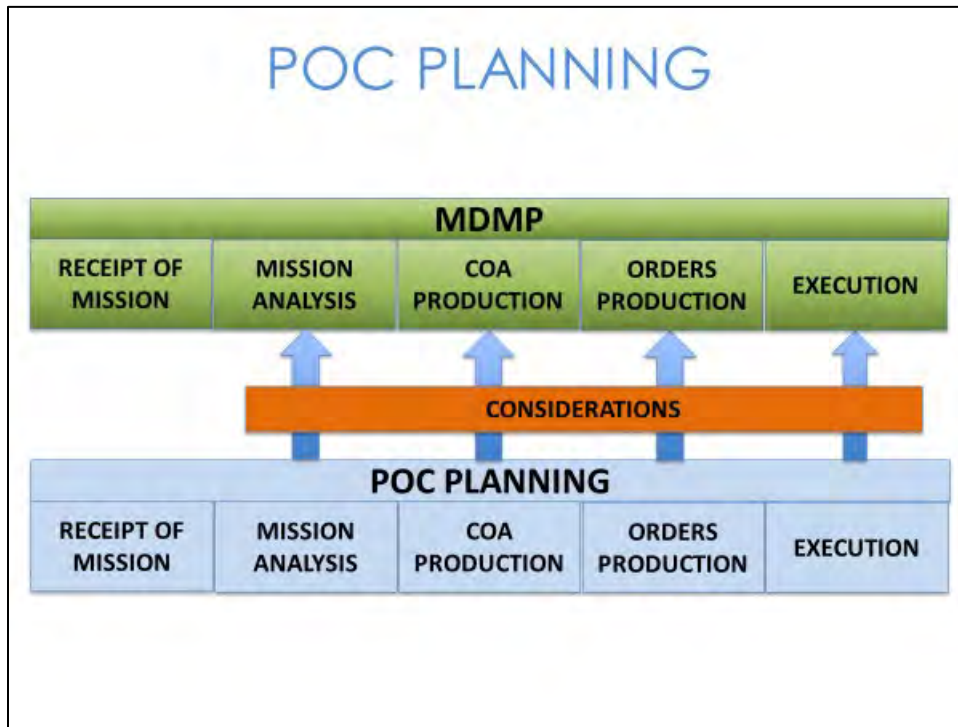 POC PLANNING
MDMP
RECEIPT OF
MISSION
MISSION
ANALYSIS
COA
PRODUCTION
ORDERS
PRODUCTION
EXECUTION
CONSIDERATIONS
POC PLANNING
RECEIPT OF
MISSION
MISSION
ANALYSIS
COA
PRODUCTION
ORDERS
PRODUCTION
EXECUTION